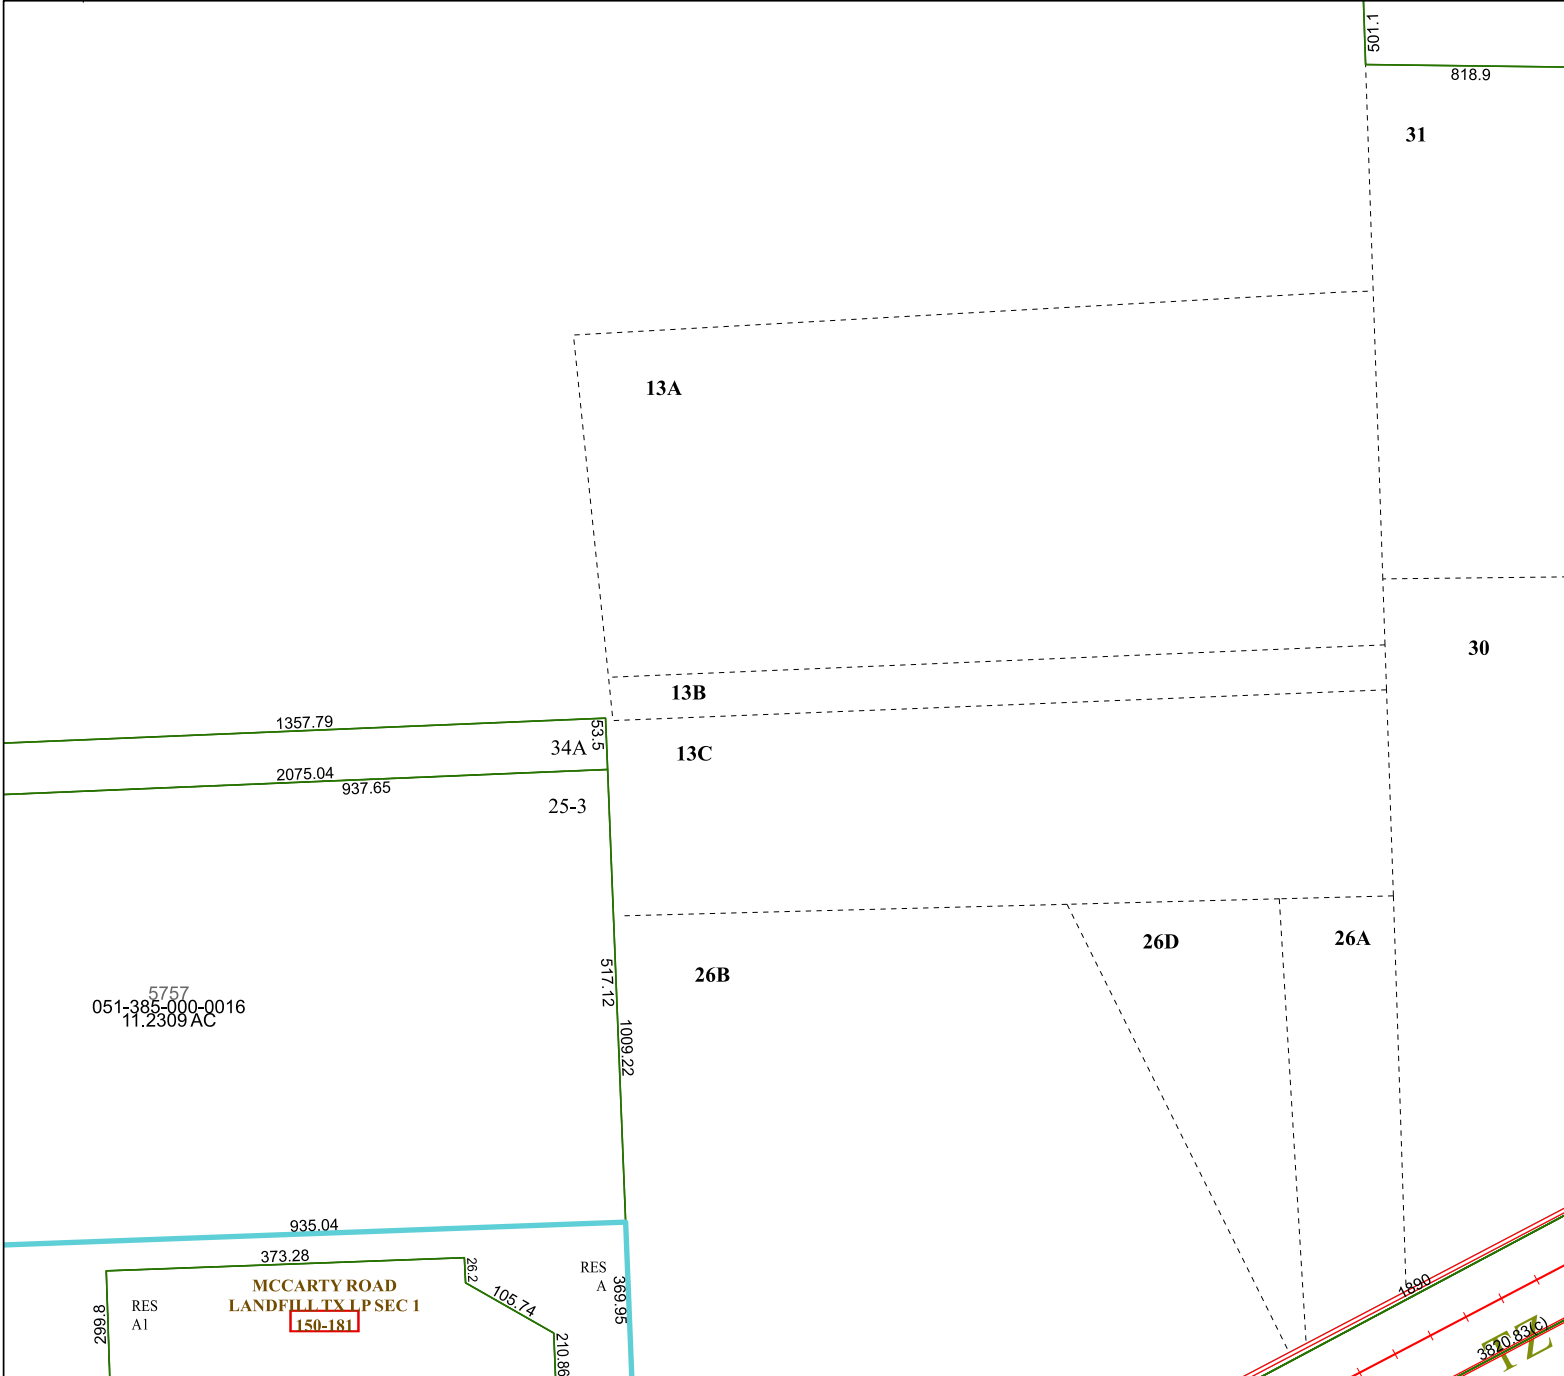 501.1
818.9
31
13A
30
13B
1357.79
53.5
34A
13C
2075.04
937.65
25-3
26D
26A
26B
517.12
5757
051-385-000-0016
11.2309 AC
1009.22
935.04
373.28
26.2
RES
A
369.95
MCCARTY ROAD
LANDFILL TX LP SEC 1
150-181
RES
A1
299.8
105.74
210.86
1890
3820.83(c)
TZ